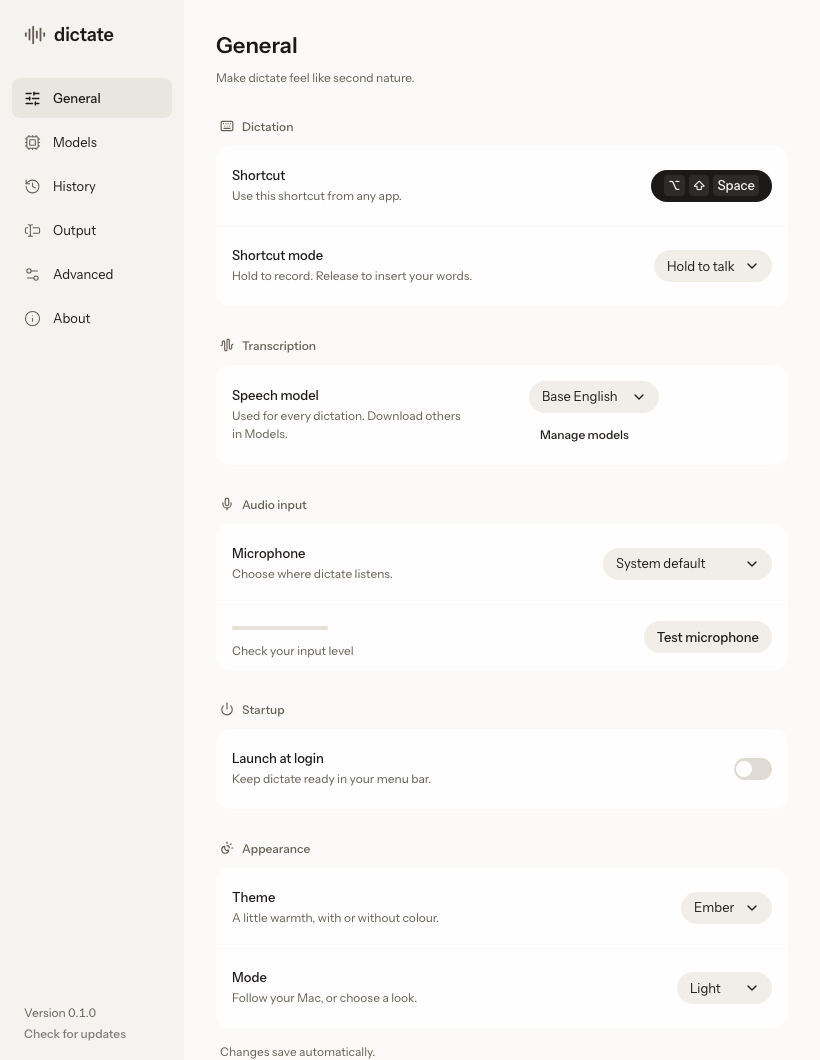 dictate
General
Models
History
Output
Advanced
About
Version 0.1.0
Check for updates
General
Make dictate feel like second nature.
Dictation
Shortcut
Use this shortcut from any app.
⌥ ⇧ Space
Shortcut mode
Hold to record. Release to insert your words.
Hold to talk
Transcription
Speech model
Used for every dictation. Download others
in Models.
Base English
Manage models
Audio input
Microphone
Choose where dictate listens.
System default
Check your input level
Test microphone
Startup
Launch at login
Keep dictate ready in your menu bar.
Appearance
Theme
A little warmth, with or without colour.
Ember
Mode
Follow your Mac, or choose a look.
Light
Changes save automatically.